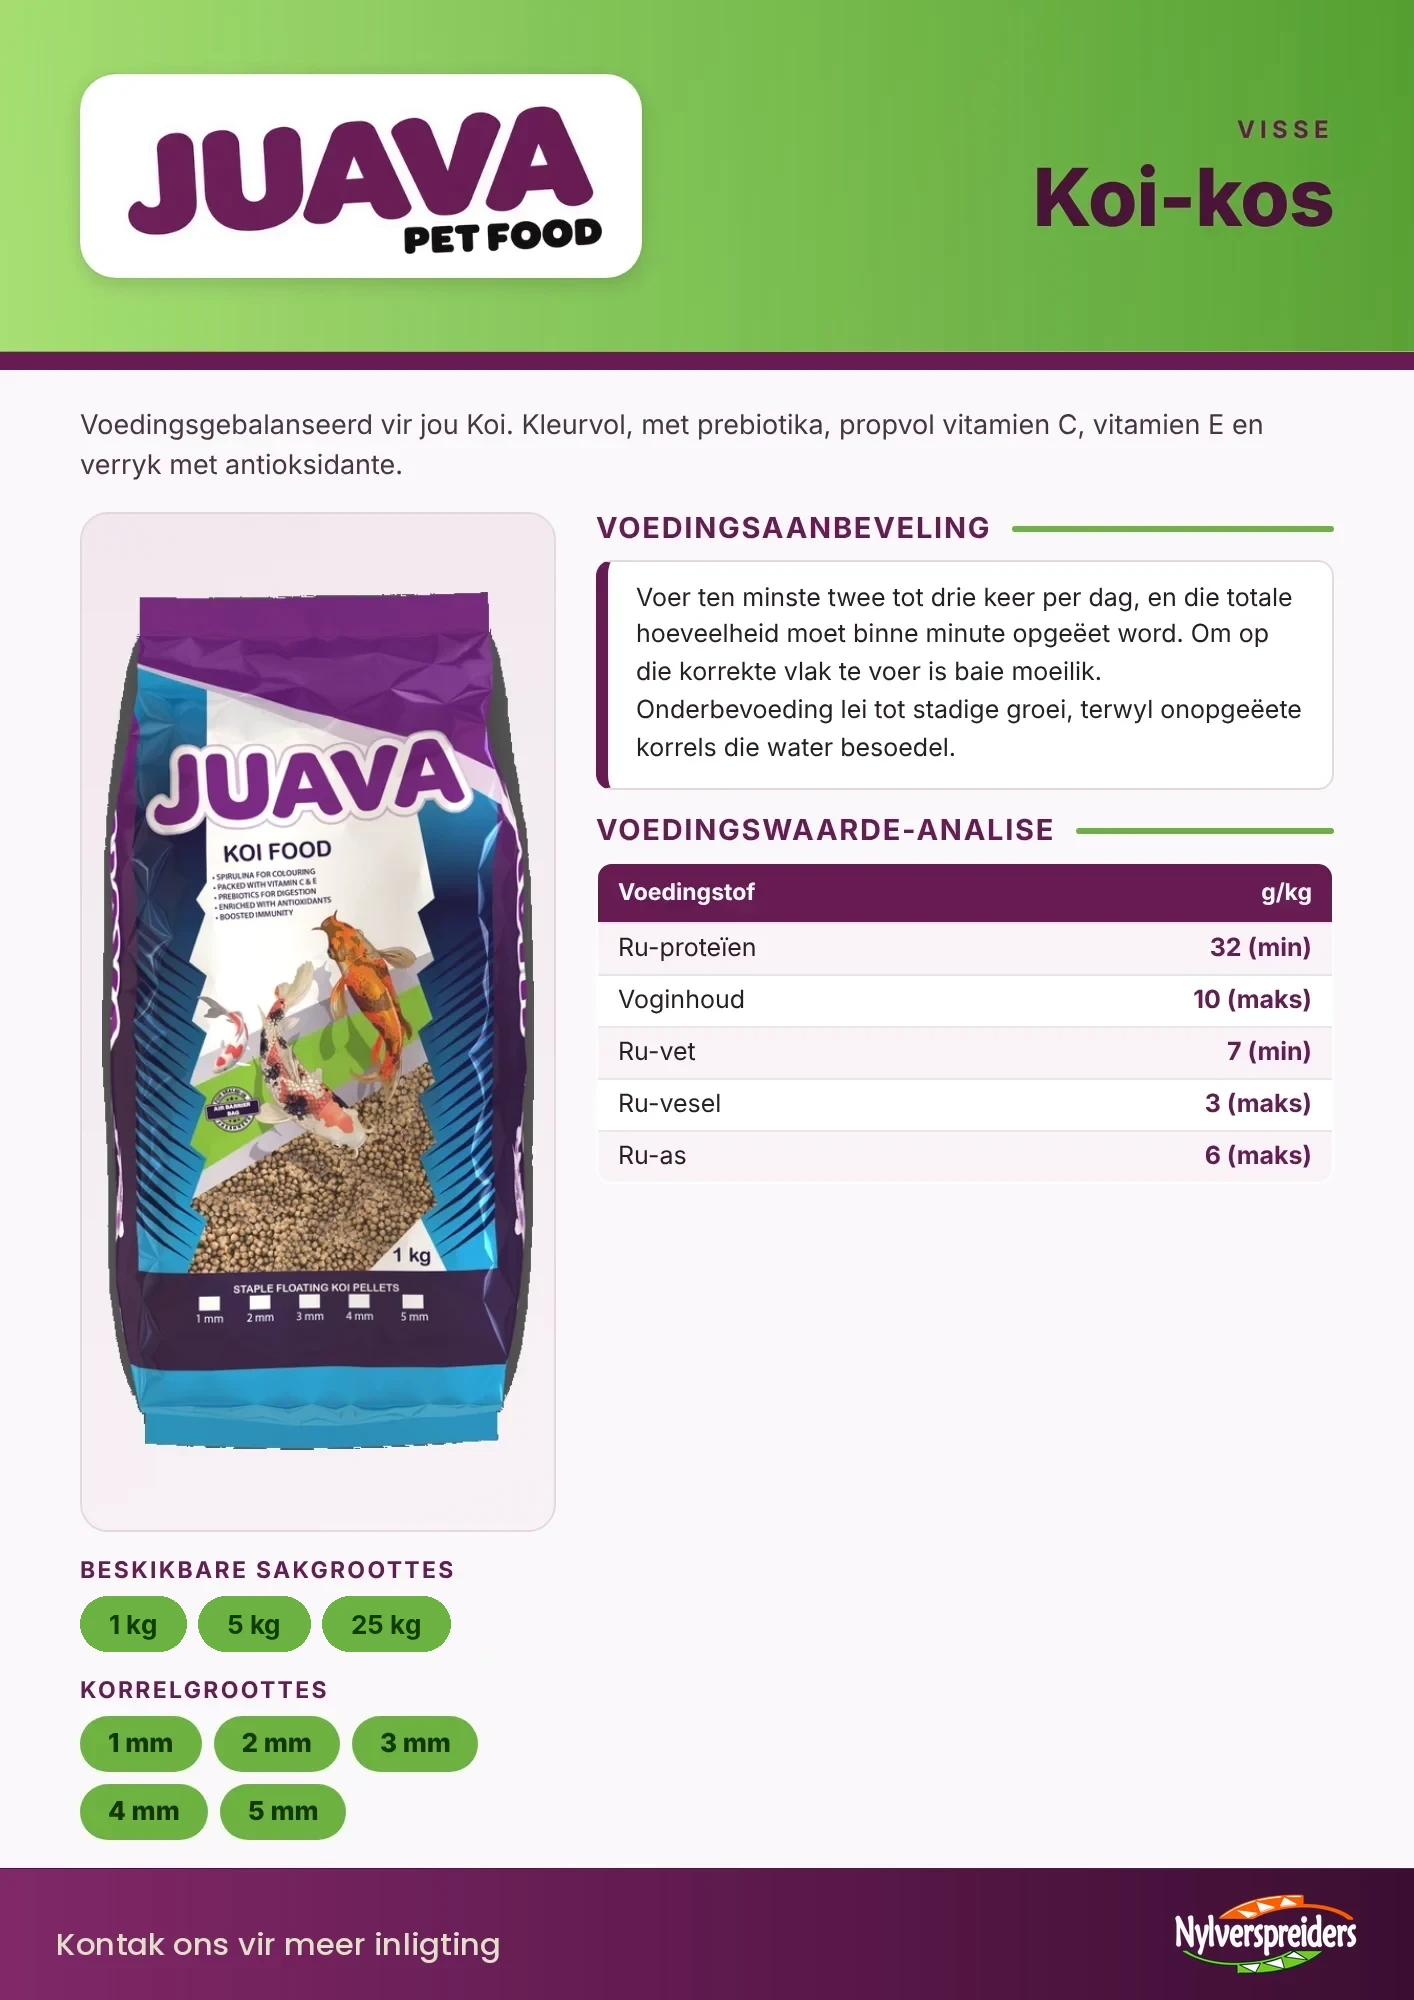 JUAVA
PET FOOD
VISSE
Koi-kos
Voedingsgebalanseerd vir jou Koi. Kleurvol, met prebiotika, propvol vitamien C, vitamien E en
verryk met antioksidante.
JUAVA
KOI FOOD
• SPIRULINA FOR COLOURING
• PACKED WITH VITAMIN C & E
• PREBIOTICS FOR DIGESTION
• ENRICHED WITH ANTIOXIDANTS
• BOOSTED IMMUNITY
AIR BARRIER
BAG
1 kg
STAPLE FLOATING KOI PELLETS
1 mm 2 mm 3 mm 4 mm 5 mm
BESKIKBARE SAKGROOTTES
1 kg 5 kg 25 kg
KORRELGROOTTES
1 mm 2 mm 3 mm
4 mm 5 mm
VOEDINGSAANBEVELING
Voer ten minste twee tot drie keer per dag, en die totale
hoeveelheid moet binne minute opgeëet word. Om op
die korrekte vlak te voer is baie moeilik.
Onderbevoeding lei tot stadige groei, terwyl onopgeëete
korrels die water besoedel.
VOEDINGSWAARDE-ANALISE
Voedingstof g/kg
Ru-proteïen 32 (min)
Voginhoud 10 (maks)
Ru-vet 7 (min)
Ru-vesel 3 (maks)
Ru-as 6 (maks)
Kontak ons vir meer inligting
Nylverspreiders